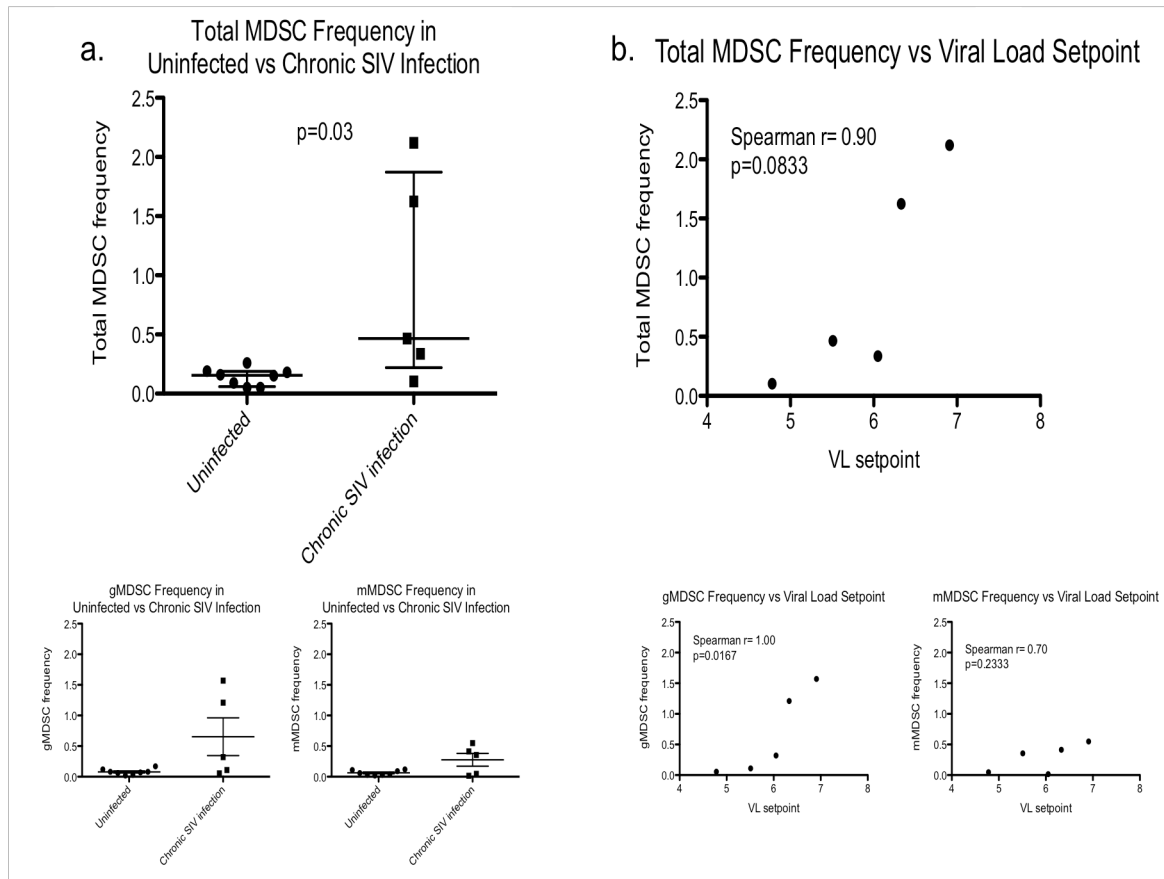 a.
Total MDSC Frequency in
Uninfected vs Chronic SIV Infection
p=0.03
Total MDSC frequency
2.5
2.0
1.5
1.0
0.5
0.0
Uninfected
Chronic SIV infection
b.
Total MDSC Frequency vs Viral Load Setpoint
Spearman r= 0.90
p=0.0833
Total MDSC frequency
2.5
2.0
1.5
1.0
0.5
0.0
4 5 6 7 8
VL setpoint
gMDSC Frequency in
Uninfected vs Chronic SIV Infection
gMDSC frequency
2.5
2.0
1.5
1.0
0.5
0.0
Uninfected
Chronic SIV infection
mMDSC Frequency in
Uninfected vs Chronic SIV Infection
mMDSC frequency
2.5
2.0
1.5
1.0
0.5
0.0
Uninfected
Chronic SIV infection
gMDSC Frequency vs Viral Load Setpoint
Spearman r= 1.00
p=0.0167
gMDSC frequency
2.5
2.0
1.5
1.0
0.5
0.0
4 5 6 7 8
VL setpoint
mMDSC Frequency vs Viral Load Setpoint
Spearman r= 0.70
p=0.2333
mMDSC frequency
2.5
2.0
1.5
1.0
0.5
0.0
4 5 6 7 8
VL setpoint